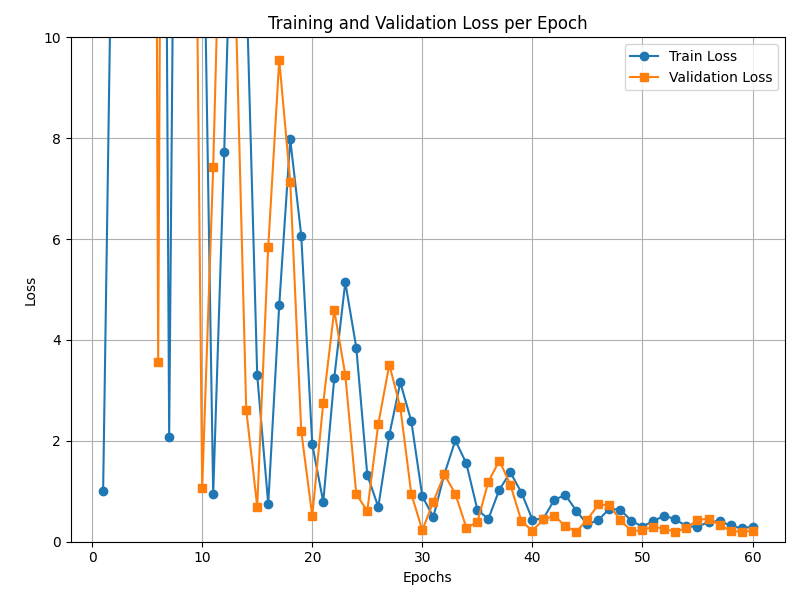 Training and Validation Loss per Epoch
Train Loss
Validation Loss
Loss
10
8
6
4
2
0
0 10 20 30 40 50 60
Epochs